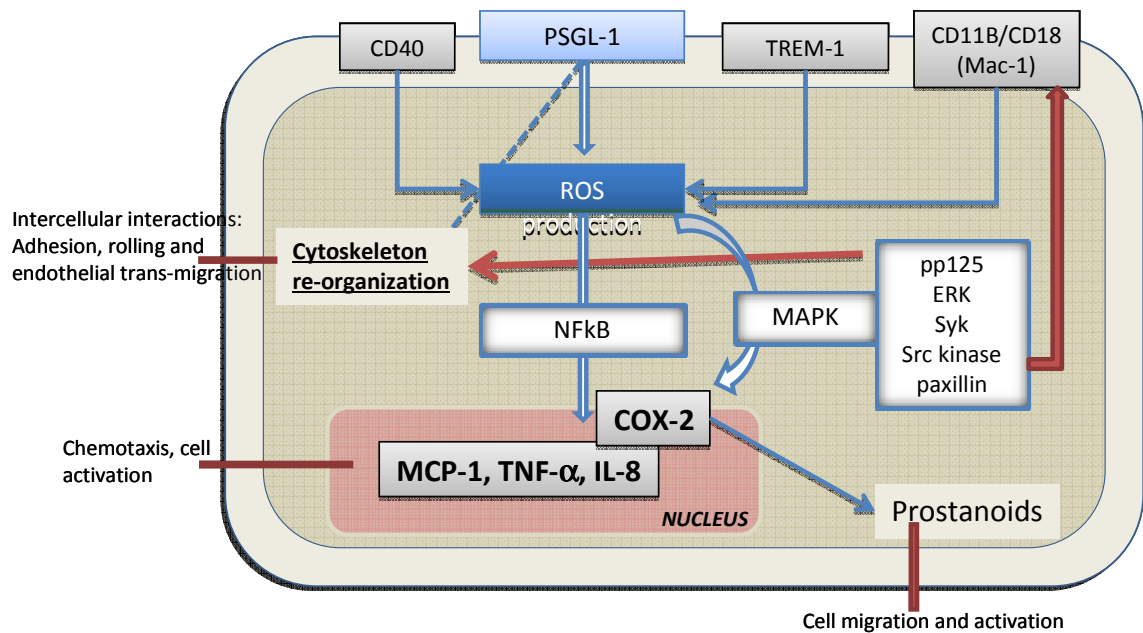 CD40
PSGL-1
TREM-1
CD11B/CD18
(Mac-1)
ROS
production
Intercellular interactions:
Adhesion, rolling and
endothelial trans-migration
Cytoskeleton
re-organization
NFkB
MAPK
pp125
ERK
Syk
Src kinase
paxillin
COX-2
MCP-1, TNF-α, IL-8
NUCLEUS
Chemotaxis, cell
activation
Prostanoids
Cell migration and activation